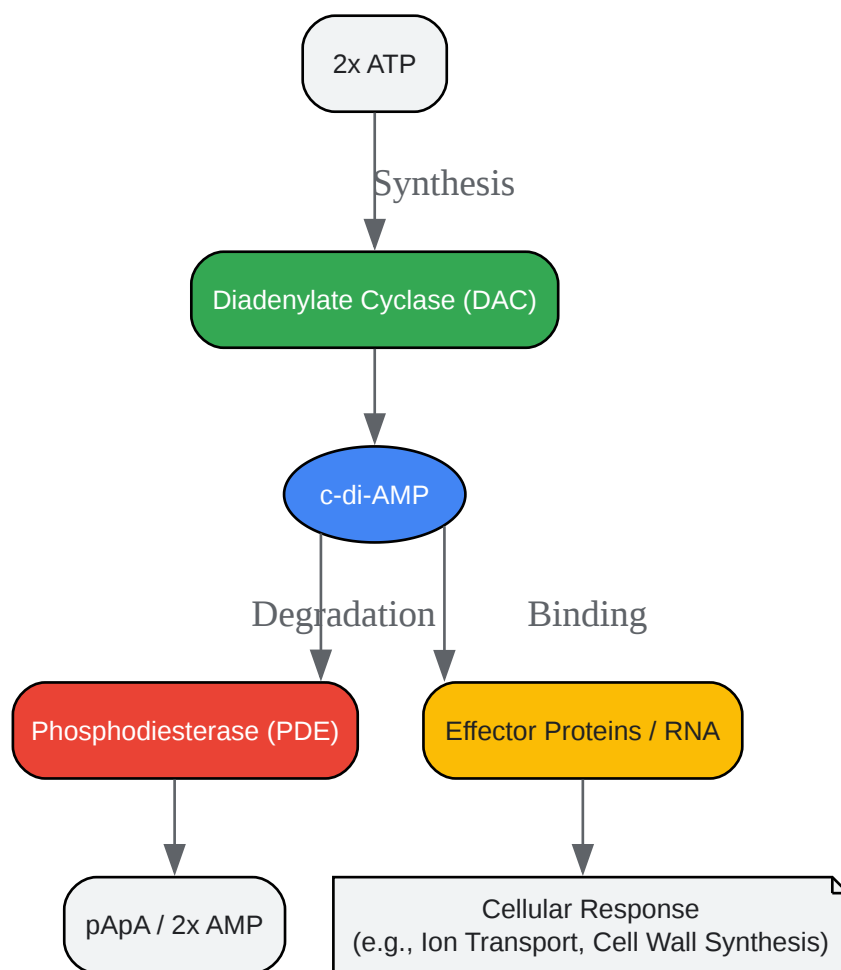 2x ATP
Synthesis
Diadenylate Cyclase (DAC)
c-di-AMP
Degradation
Binding
Phosphodiesterase (PDE)
Effector Proteins / RNA
pApA / 2x AMP
Cellular Response
(e.g., Ion Transport, Cell Wall Synthesis)